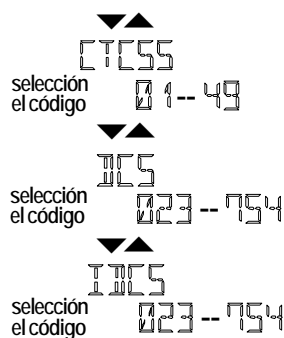 CTCSS
selección
el código 01--49
DCS
selección
el código 023--754
IDCS
selección
el código 023--754